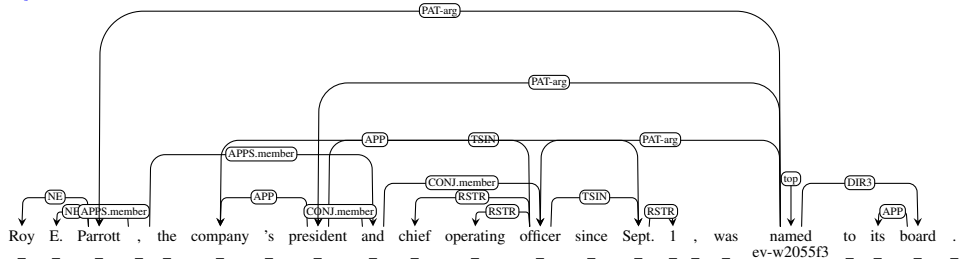 PAT-arg
PAT-arg
APP TSIN PAT-arg
APPS.member
top
CONJ.member DIR3
NE APP RSTR TSIN
NE APPS.member CONJ.member RSTR RSTR APP
Roy E. Parrott , the company 's president and chief operating officer since Sept. 1 , was named to its board .
_ _ _ _ _ _ _ _ _ _ _ _ _ _ _ _ _ ev-w2055f3 _ _ _ _